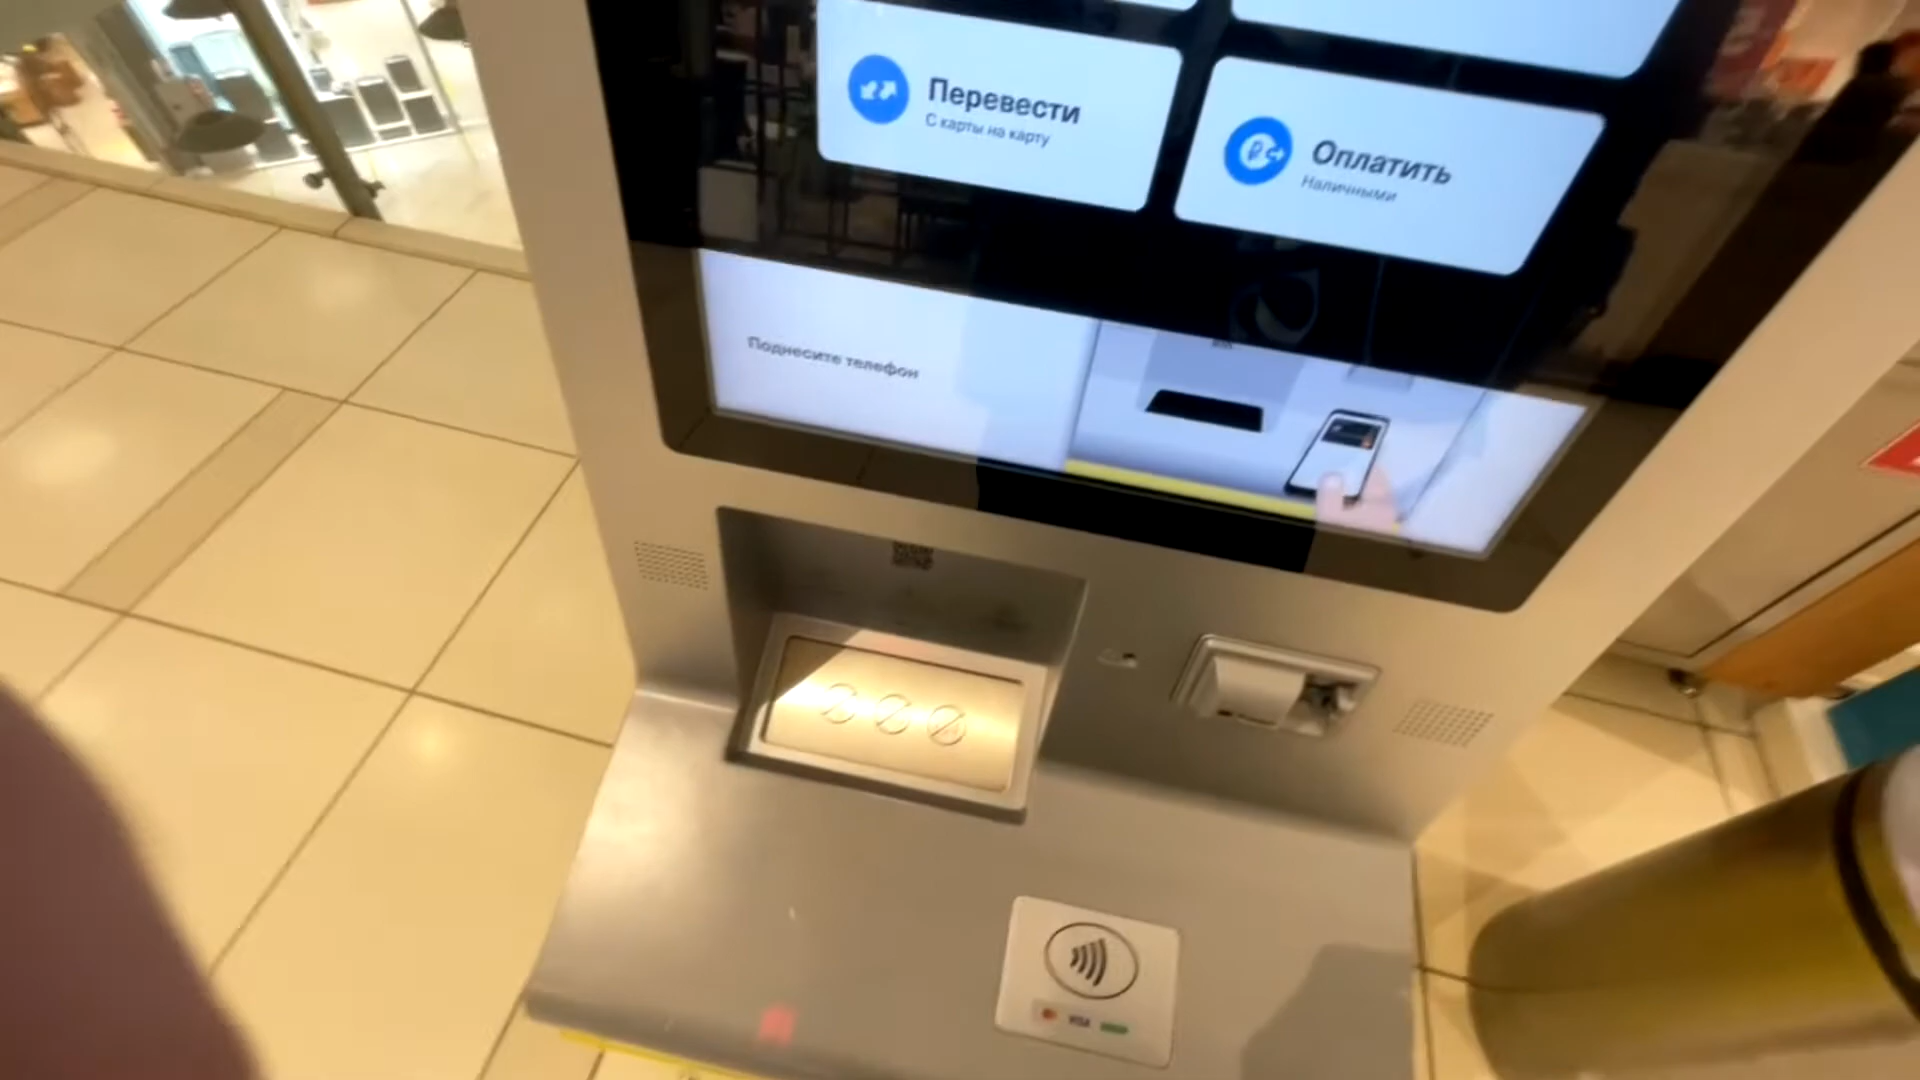 Перевести
С карты на карту
Оплатить
Наличными
Поднесите телефон
VISA